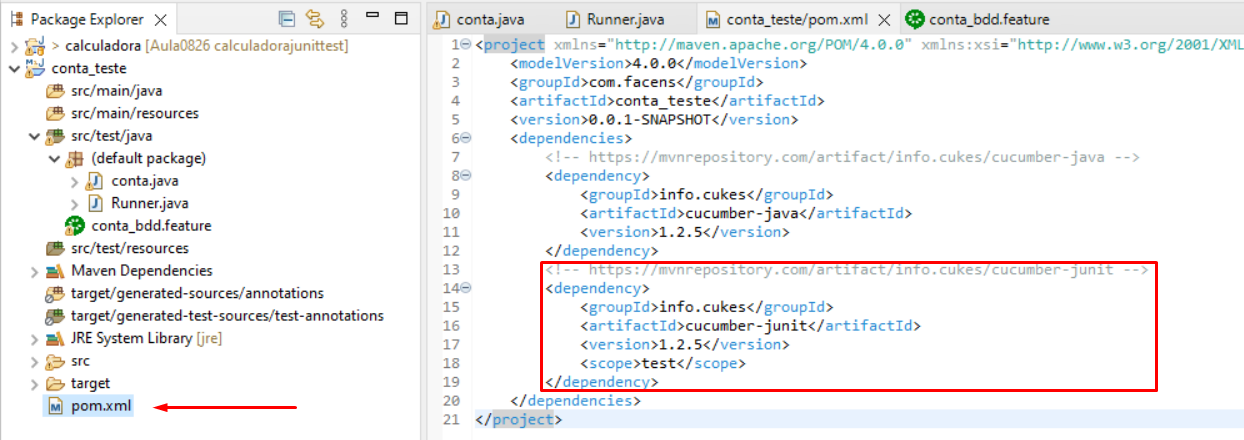 Package Explorer
> calculadora [Aula0826 calculadorajunittest]
conta_teste
src/main/java
src/main/resources
src/test/java
(default package)
conta.java
Runner.java
conta_bdd.feature
src/test/resources
Maven Dependencies
target/generated-sources/annotations
target/generated-test-sources/test-annotations
JRE System Library [jre]
src
target
pom.xml
conta.java Runner.java conta_teste/pom.xml conta_bdd.feature
1 <project xmlns="http://maven.apache.org/POM/4.0.0" xmlns:xsi="http://www.w3.org/2001/XML
2 <modelVersion>4.0.0</modelVersion>
3 <groupId>com.facens</groupId>
4 <artifactId>conta_teste</artifactId>
5 <version>0.0.1-SNAPSHOT</version>
6 <dependencies>
7 <!-- https://mvnrepository.com/artifact/info.cukes/cucumber-java -->
8 <dependency>
9 <groupId>info.cukes</groupId>
10 <artifactId>cucumber-java</artifactId>
11 <version>1.2.5</version>
12 </dependency>
13 <!-- https://mvnrepository.com/artifact/info.cukes/cucumber-junit -->
14 <dependency>
15 <groupId>info.cukes</groupId>
16 <artifactId>cucumber-junit</artifactId>
17 <version>1.2.5</version>
18 <scope>test</scope>
19 </dependency>
20 </dependencies>
21 </project>